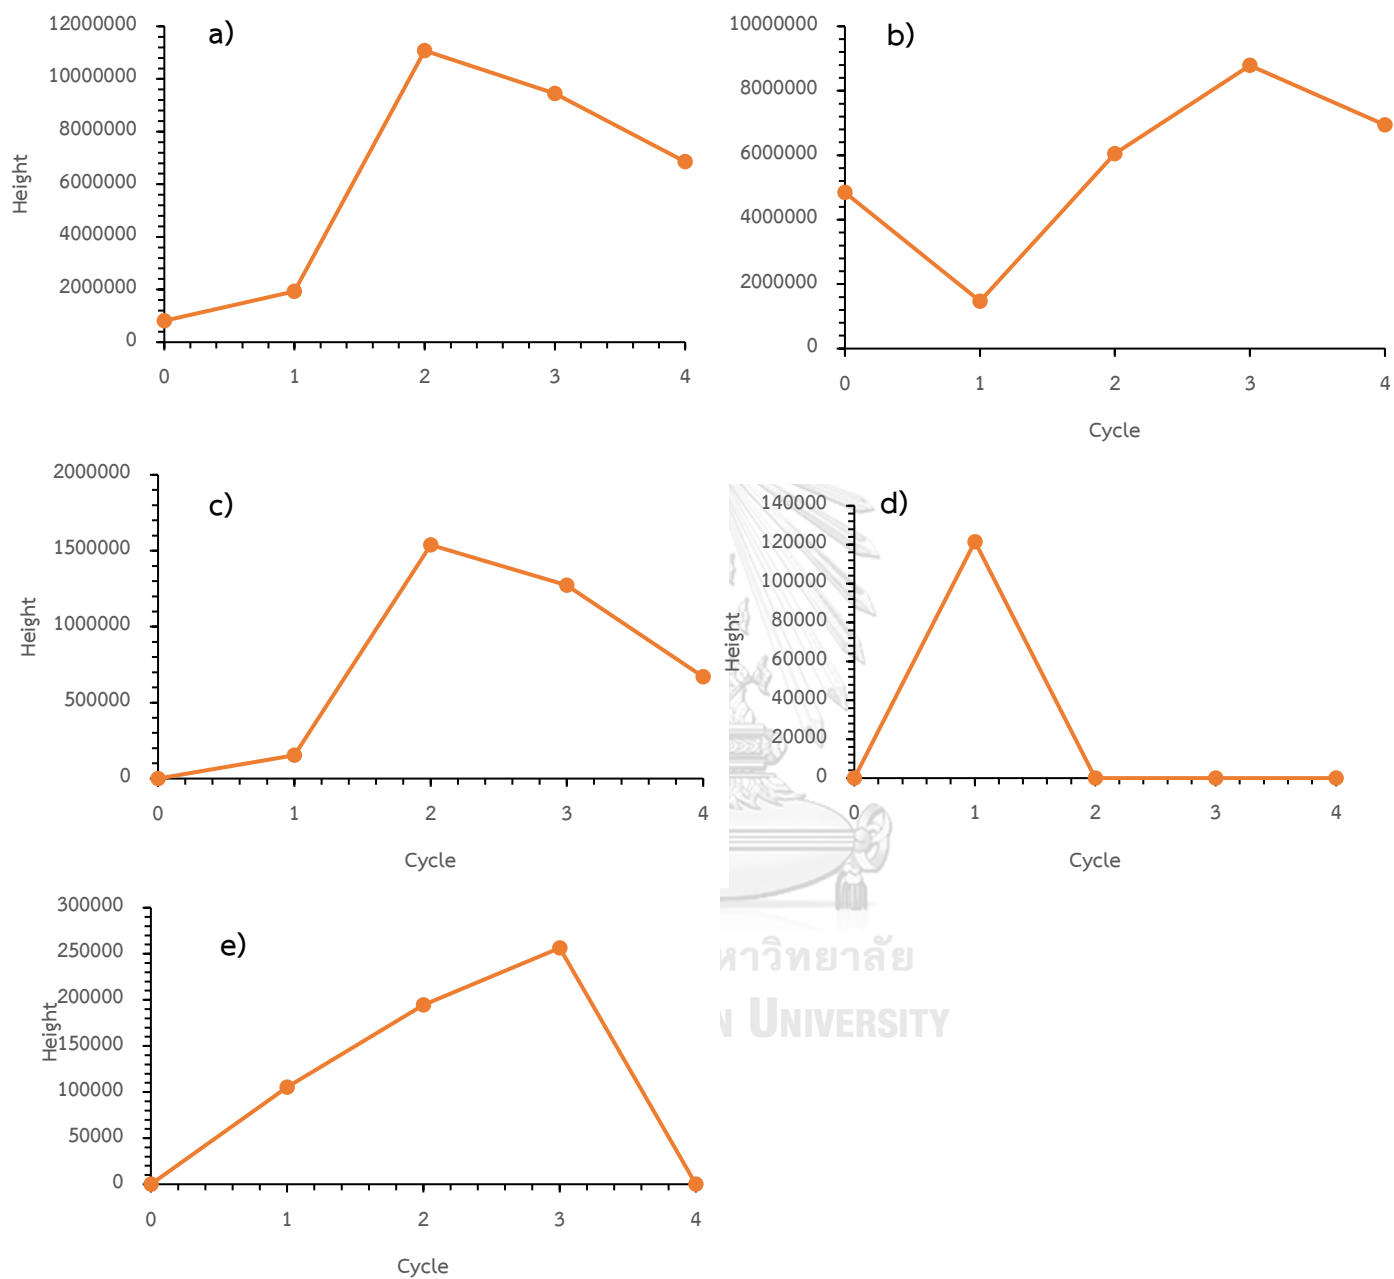 a)
12000000
10000000
8000000
6000000
4000000
2000000
0
Height
0 1 2 3 4
b)
10000000
8000000
6000000
4000000
2000000
0
0 1 2 3 4
Cycle
c)
2000000
1500000
1000000
500000
0
Height
0 1 2 3 4
Cycle
d)
140000
120000
100000
80000
60000
40000
20000
0
Height
0 1 2 3 4
Cycle
e)
300000
250000
200000
150000
100000
50000
0
Height
0 1 2 3 4
Cycle
หาวิทยาลัย
N UNIVERSITY